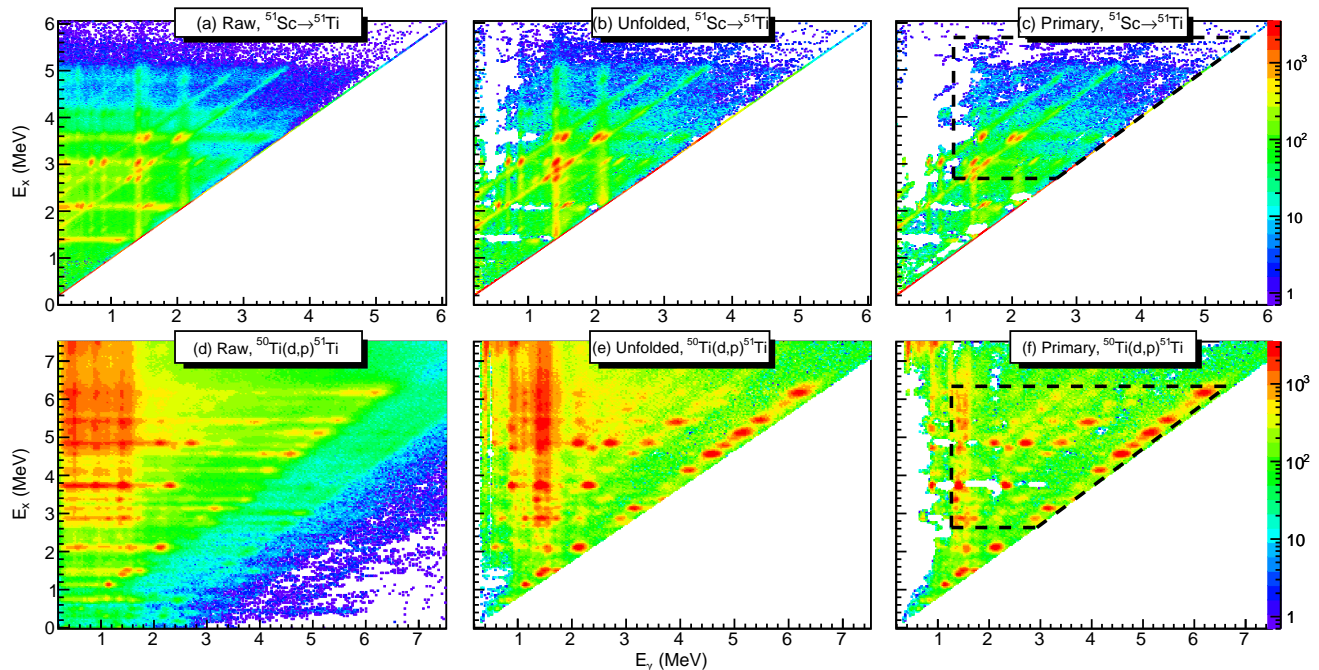 (a) Raw, ⁵¹Sc→⁵¹Ti
(b) Unfolded, ⁵¹Sc→⁵¹Ti
(c) Primary, ⁵¹Sc→⁵¹Ti
Eₓ (MeV)
6
5
4
3
2
1
0
1 2 3 4 5 6
1 2 3 4 5 6
1 2 3 4 5 6
10³
10²
10
1
(d) Raw, ⁵⁰Ti(d,p)⁵¹Ti
(e) Unfolded, ⁵⁰Ti(d,p)⁵¹Ti
(f) Primary, ⁵⁰Ti(d,p)⁵¹Ti
Eₓ (MeV)
7
6
5
4
3
2
1
0
1 2 3 4 5 6 7
1 2 3 4 5 6 7
1 2 3 4 5 6 7
10³
10²
10
1
Eᵧ (MeV)